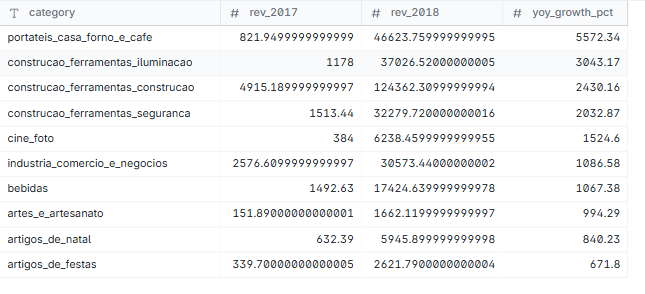 T category # rev_2017 # rev_2018 # yoy_growth_pct
portateis_casa_forno_e_cafe 821.9499999999999 46623.759999999995 5572.34
construcao_ferramentas_iluminacao 1178 37026.52000000005 3043.17
construcao_ferramentas_construcao 4915.189999999997 124362.30999999994 2430.16
construcao_ferramentas_seguranca 1513.44 32279.720000000016 2032.87
cine_foto 384 6238.4599999999955 1524.6
industria_comercio_e_negocios 2576.6099999999997 30573.44000000002 1086.58
bebidas 1492.63 17424.639999999978 1067.38
artes_e_artesanato 151.89000000000001 1662.1199999999997 994.29
artigos_de_natal 632.39 5945.899999999998 840.23
artigos_de_festas 339.70000000000005 2621.7900000000004 671.8